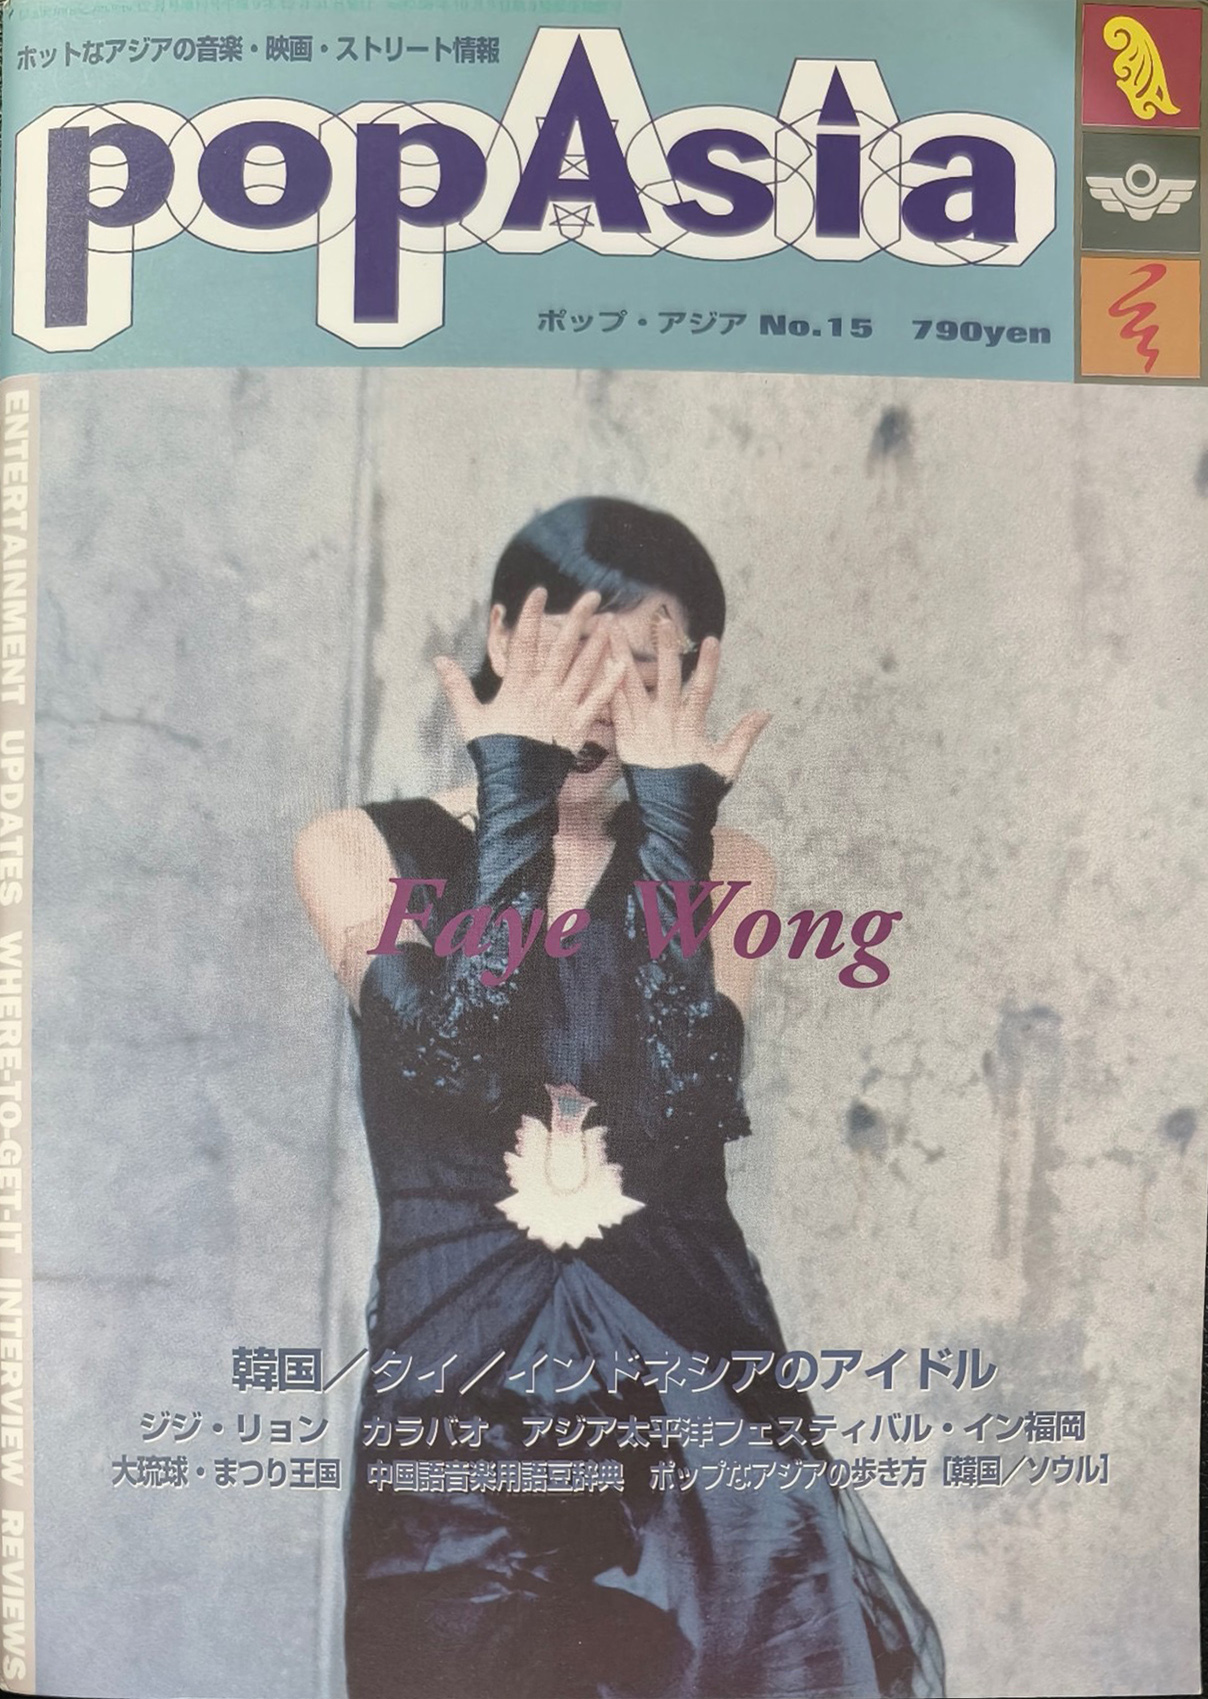 ホットなアジアの音楽・映画・ストリート情報
popAsia
ポップ・アジア No.15 790yen
ENTERTAINMENT UPDATES WHERE-TO-GET-IT INTERVIEW REVIEWS
Faye Wong
韓国／タイ／インドネシアのアイドル
ジジ・リョン カラバオ アジア太平洋フェスティバル・イン福岡
大琉球・まつり王国 中国語音楽用語豆辞典 ポップなアジアの歩き方［韓国／ソウル］